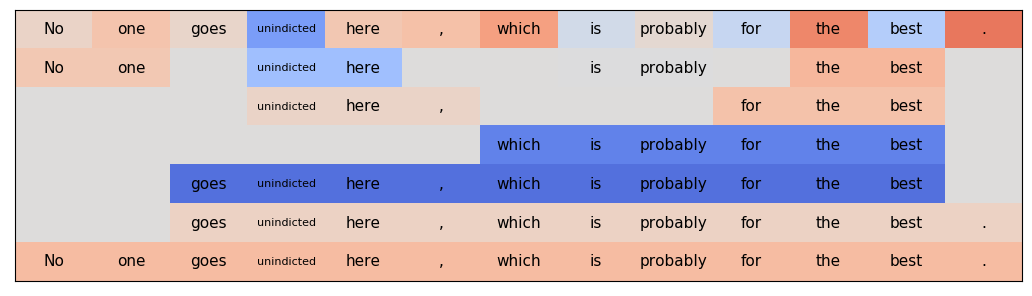 No one goes unindicted here , which is probably for the best .
No one unindicted here is probably the best
unindicted here , for the best
which is probably for the best
goes unindicted here , which is probably for the best
goes unindicted here , which is probably for the best .
No one goes unindicted here , which is probably for the best .